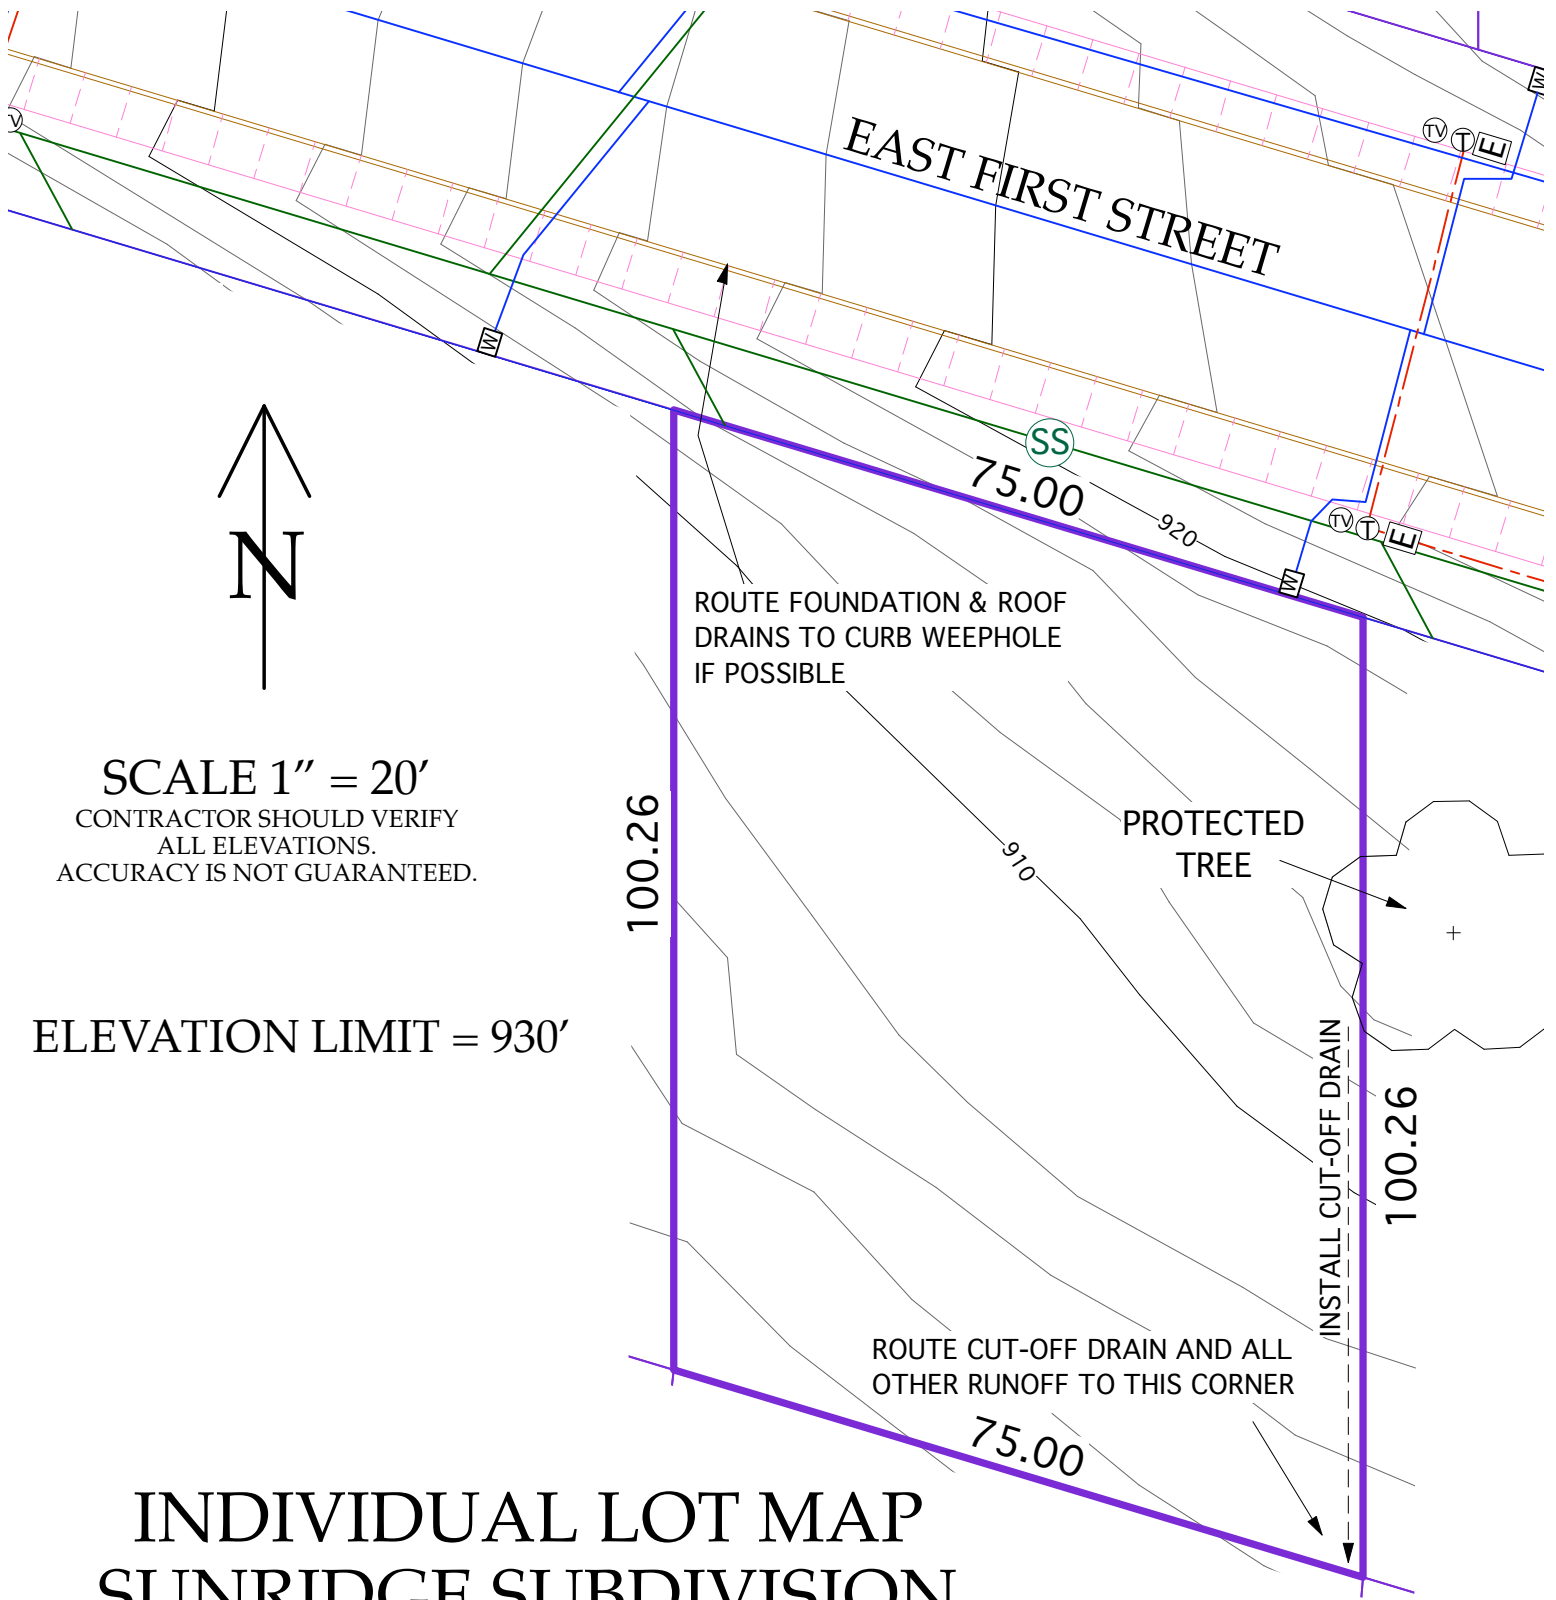 EAST FIRST STREET
TV
T
E
W
TV
W
W
SS
75.00
920
TV
T
E
W
N
ROUTE FOUNDATION & ROOF
DRAINS TO CURB WEEPHOLE
IF POSSIBLE
SCALE 1″ = 20′
CONTRACTOR SHOULD VERIFY
ALL ELEVATIONS.
ACCURACY IS NOT GUARANTEED.
100.26
910
PROTECTED
TREE
ELEVATION LIMIT = 930′
INSTALL CUT-OFF DRAIN
100.26
ROUTE CUT-OFF DRAIN AND ALL
OTHER RUNOFF TO THIS CORNER
75.00
INDIVIDUAL LOT MAP
SUNRIDGE SUBDIVISION